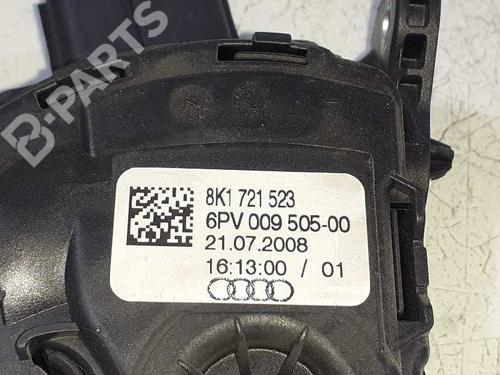 B-PARTS
8K1 721 523
6PV 009 505-00
21.07.2008
16:13:00 / 01